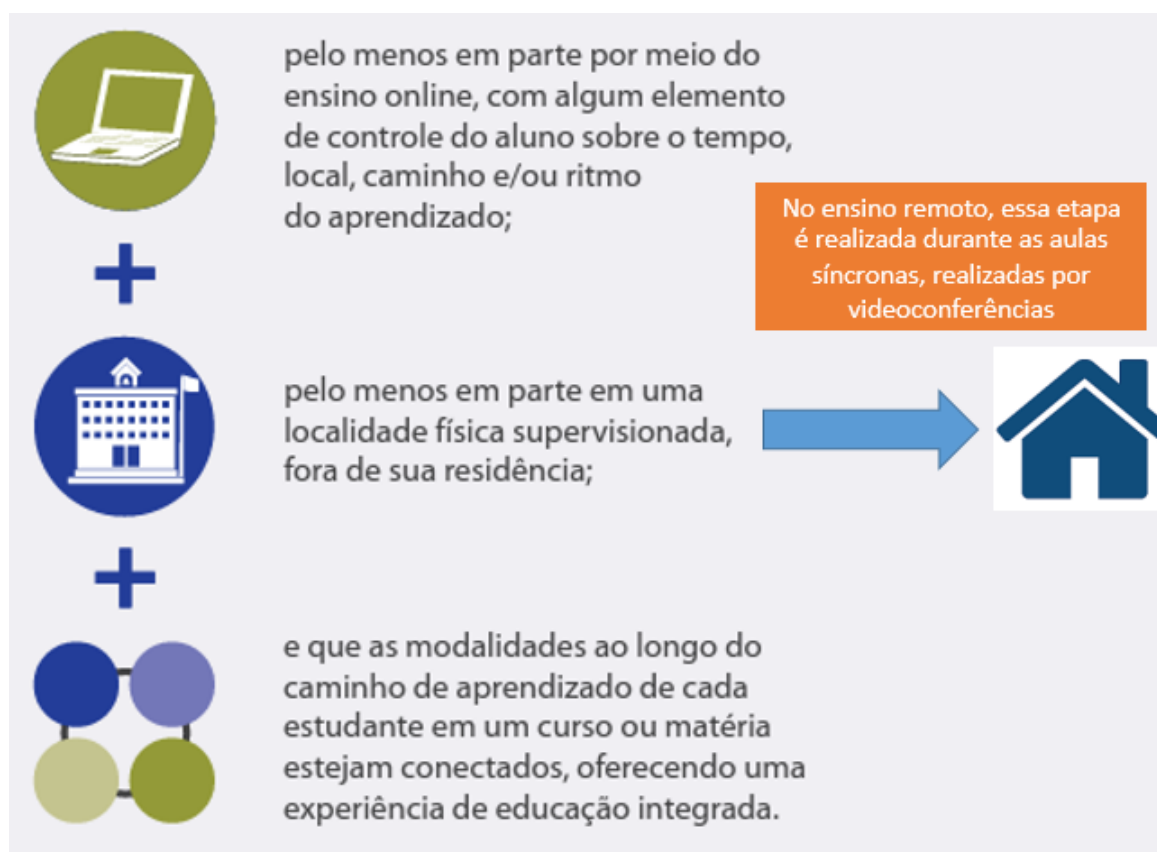 pelo menos em parte por meio do
ensino online, com algum elemento
de controle do aluno sobre o tempo,
local, caminho e/ou ritmo
do aprendizado;
No ensino remoto, essa etapa
é realizada durante as aulas
síncronas, realizadas por
videoconferências
pelo menos em parte em uma
localidade física supervisionada,
fora de sua residência;
e que as modalidades ao longo do
caminho de aprendizado de cada
estudante em um curso ou matéria
estejam conectados, oferecendo uma
experiência de educação integrada.